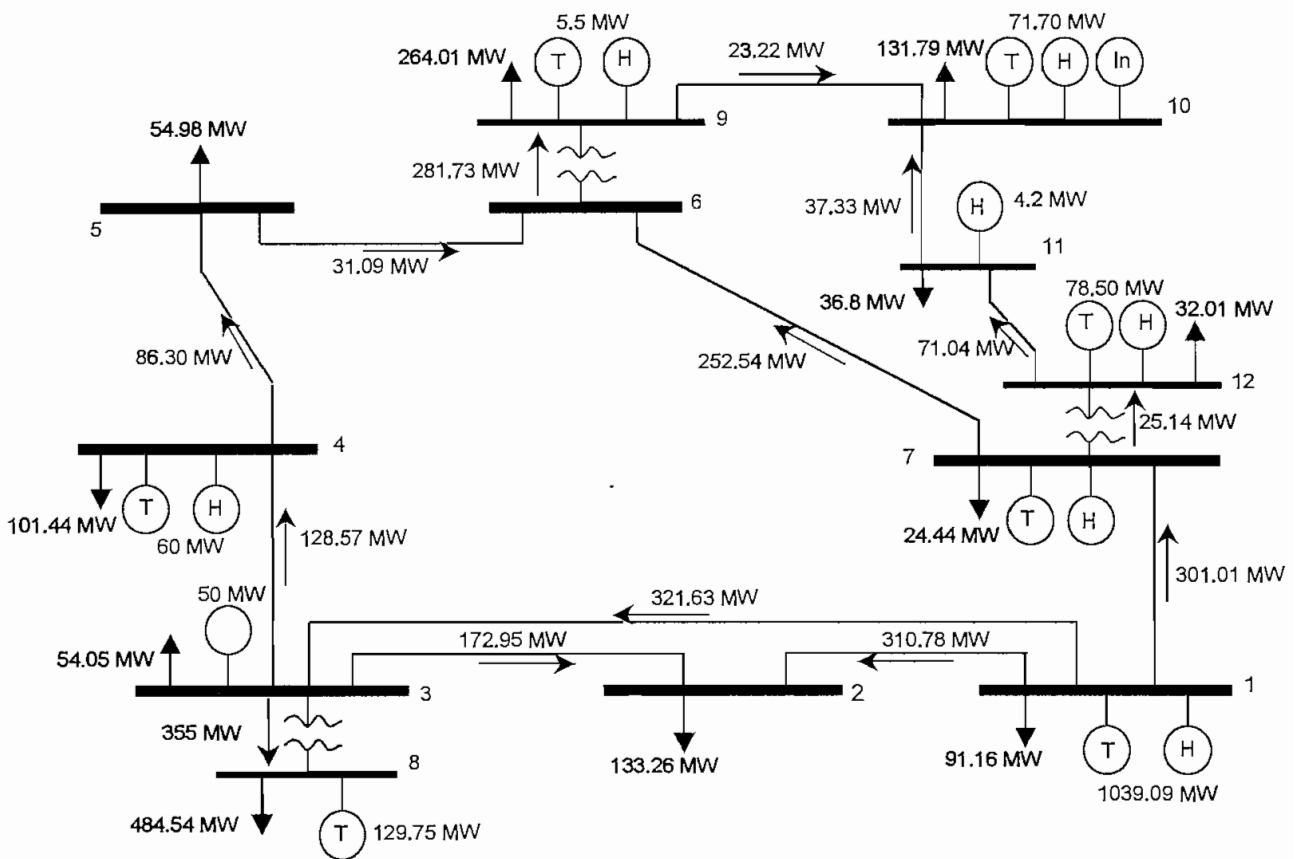 5.5 MW
71.70 MW
264.01 MW
T
H
23.22 MW
131.79 MW
T
H
In
9
10
54.98 MW
281.73 MW
5
6
37.33 MW
H
4.2 MW
31.09 MW
11
36.8 MW
78.50 MW
32.01 MW
T
H
86.30 MW
252.54 MW
71.04 MW
12
25.14 MW
4
7
T
H
101.44 MW
60 MW
128.57 MW
24.44 MW
T
H
301.01 MW
50 MW
321.63 MW
172.95 MW
310.78 MW
54.05 MW
3
2
1
355 MW
8
133.26 MW
91.16 MW
T
H
1039.09 MW
484.54 MW
T
129.75 MW